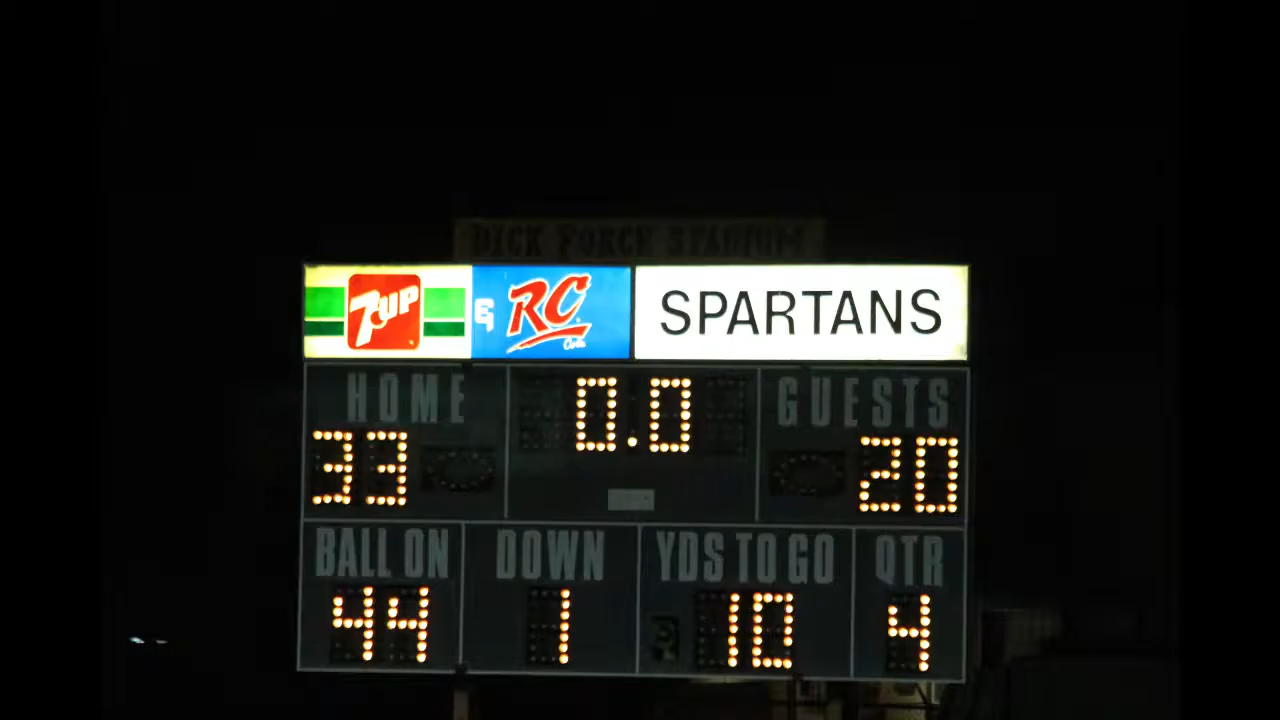 DICK FORCE STADIUM
7UP & RC Cola SPARTANS
HOME 0.0 GUESTS
33 20
BALL ON DOWN YDS TO GO QTR
44 1 10 4